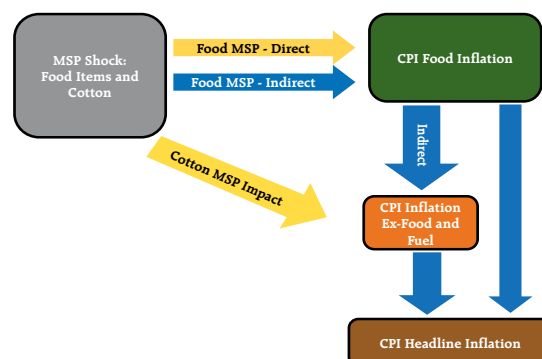 MSP Shock:
Food Items and
Cotton
Food MSP - Direct
Food MSP - Indirect
CPI Food Inflation
Cotton MSP Impact
Indirect
CPI Inflation
Ex-Food and
Fuel
CPI Headline Inflation